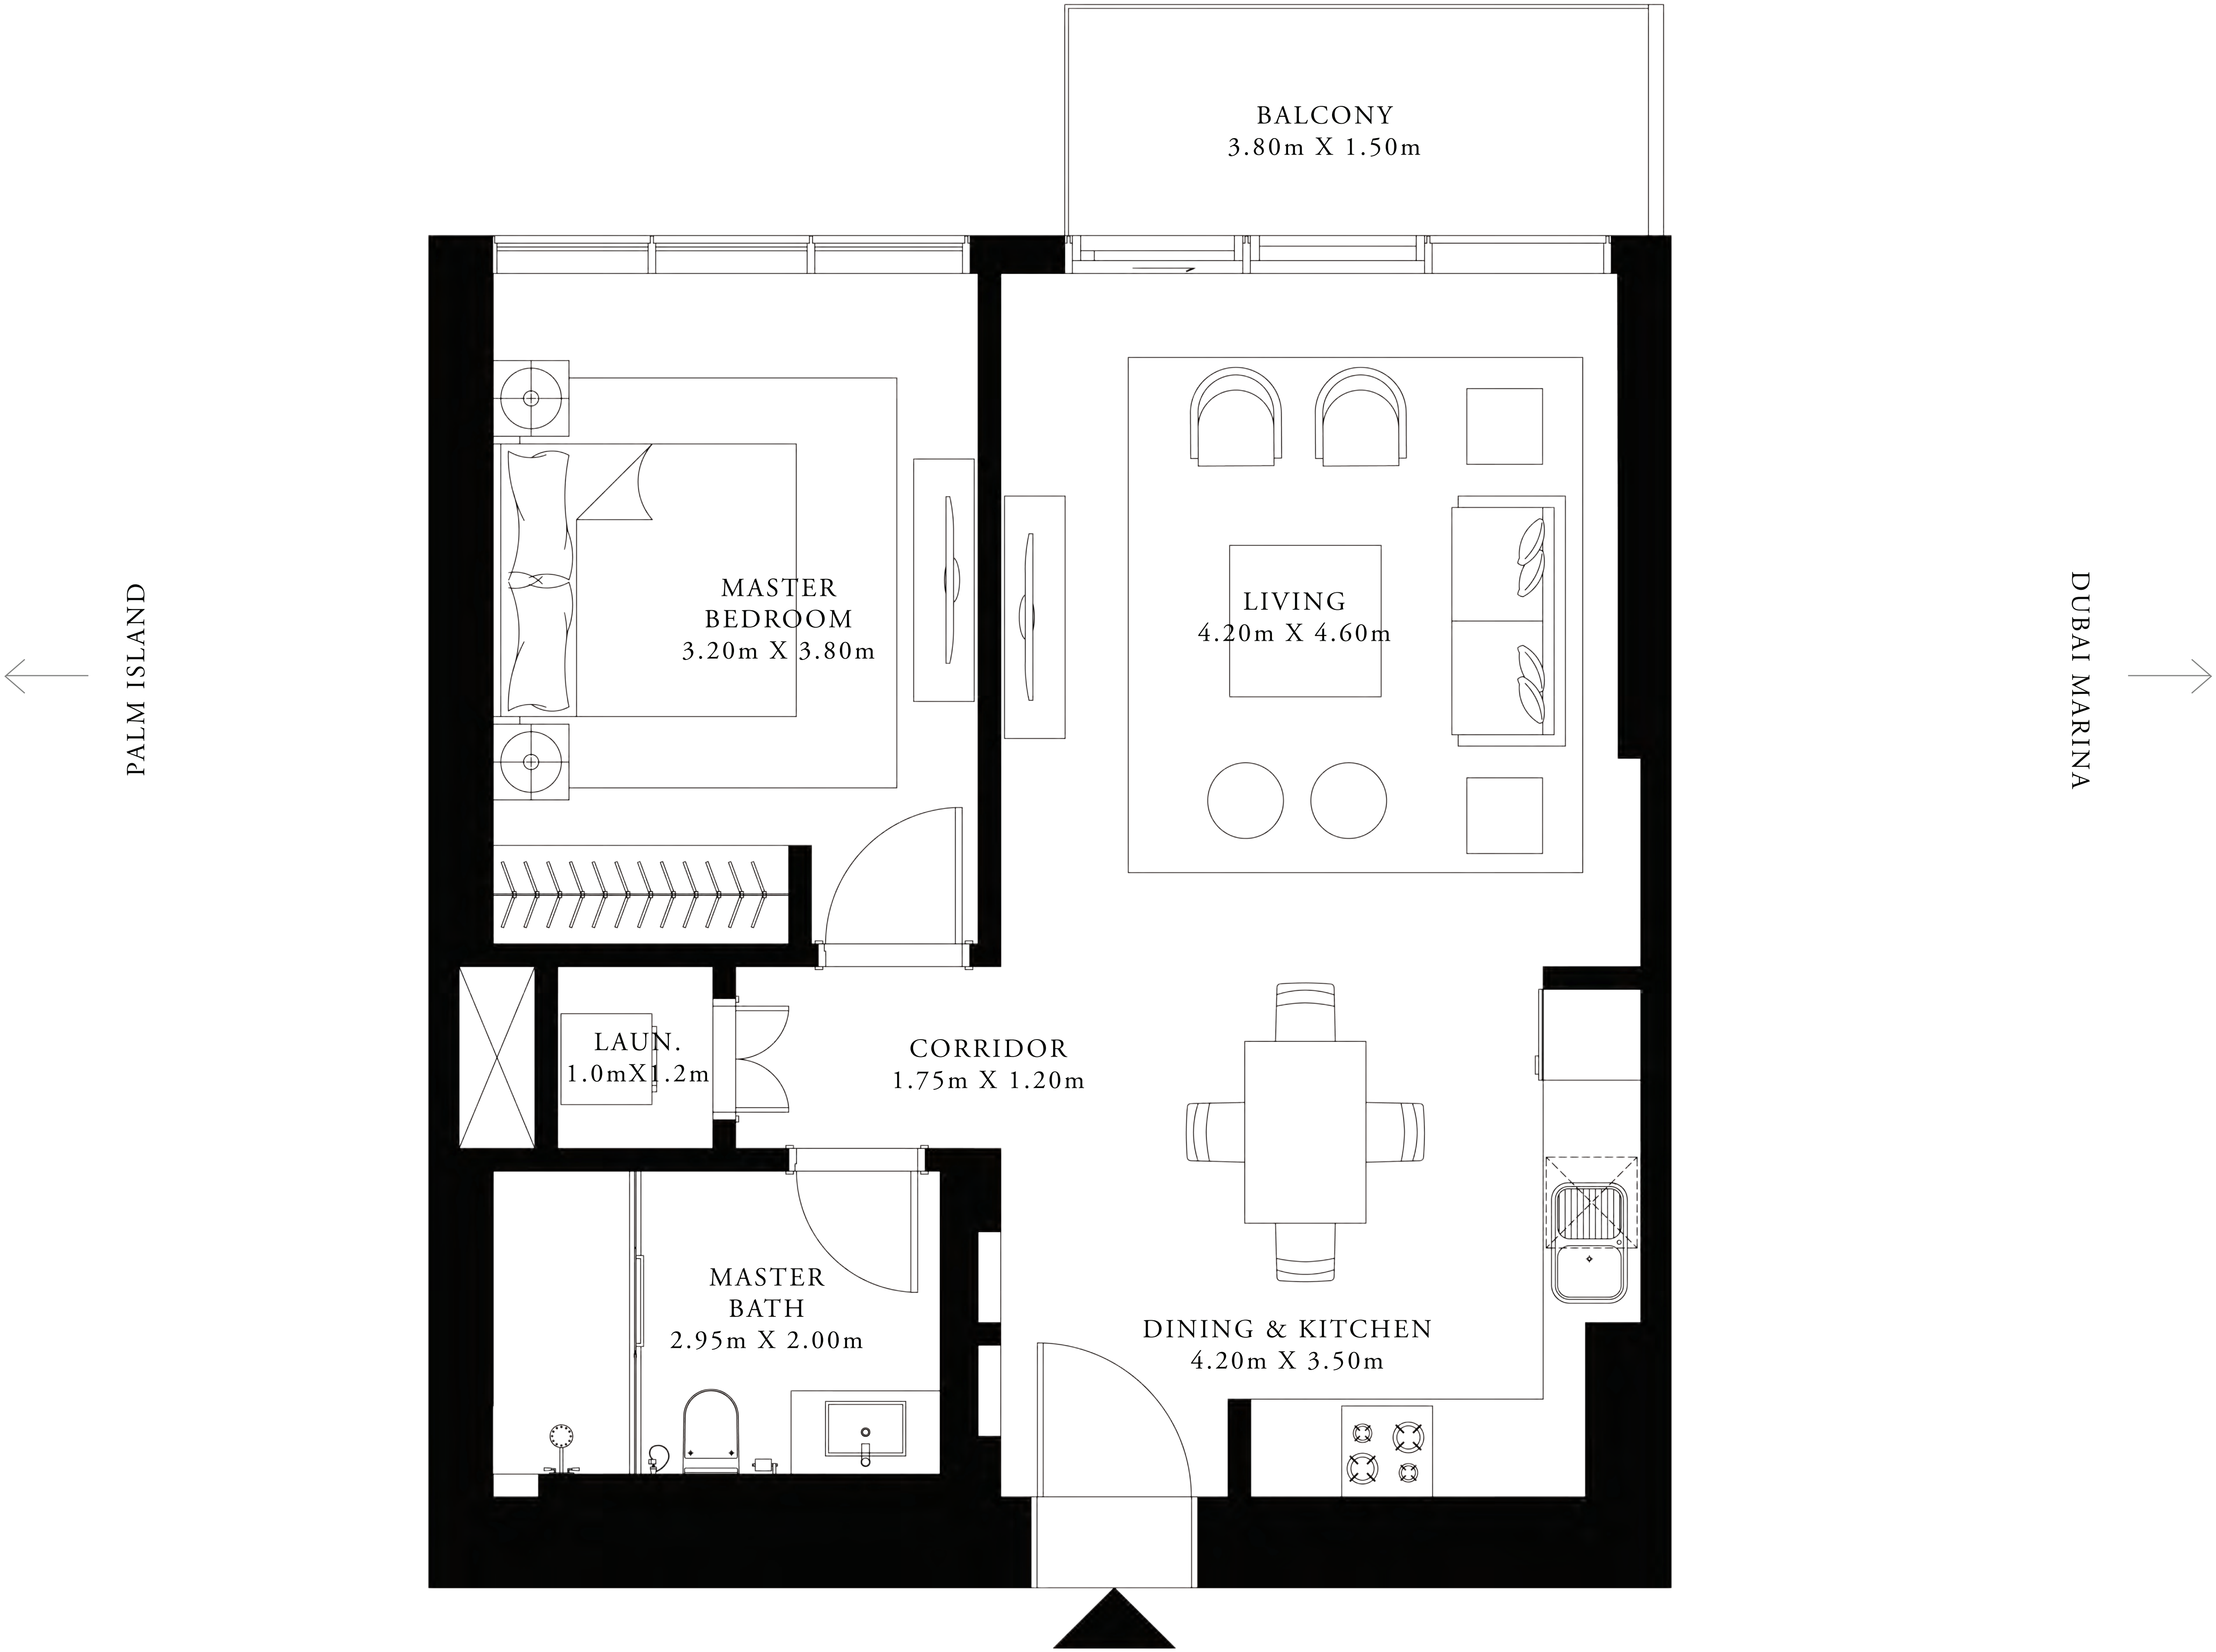 BALCONY
3.80m X 1.50m
MASTER
BEDROOM
3.20m X 3.80m
LIVING
4.20m X 4.60m
PALM ISLAND
DUBAI MARINA
LAUN.
1.0mX1.2m
CORRIDOR
1.75m X 1.20m
MASTER
BATH
2.95m X 2.00m
DINING & KITCHEN
4.20m X 3.50m